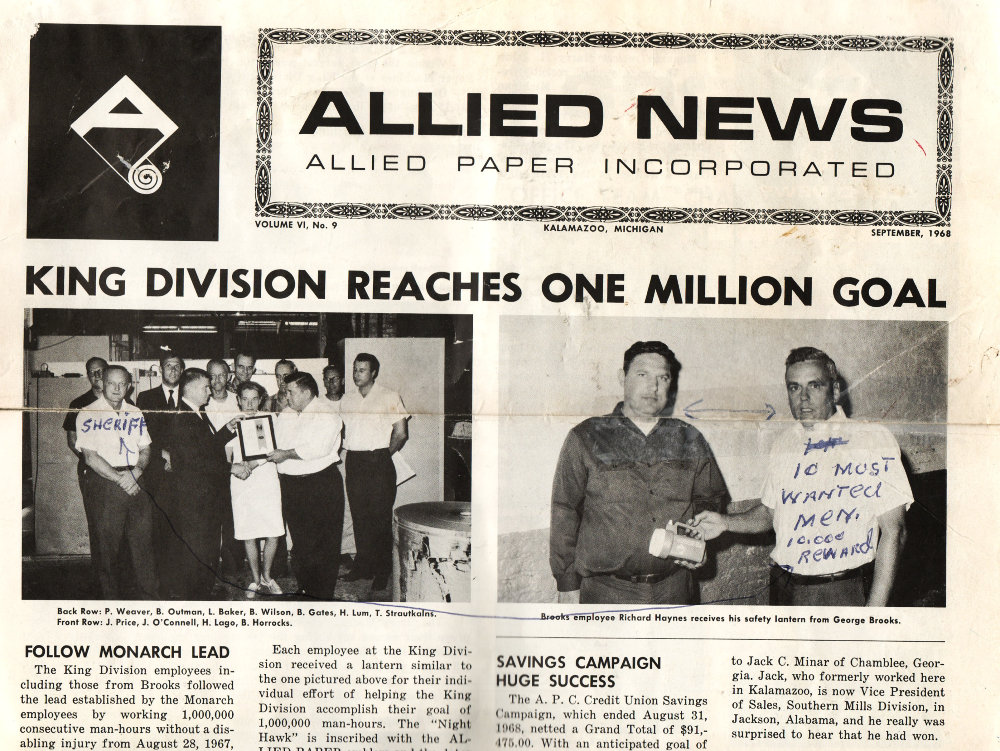 ALLIED NEWS
ALLIED PAPER INCORPORATED
VOLUME VI, No. 9
KALAMAZOO, MICHIGAN
SEPTEMBER, 1968
KING DIVISION REACHES ONE MILLION GOAL
SHERIFF
10 MOST
WANTED
MEN.
10.000
REWARD
Back Row: P. Weaver, B. Outman, L. Baker, B. Wilson, B. Gates, H. Lum, T. Strautkalns.
Front Row: J. Price, J. O'Connell, H. Lago, B. Horrocks.
Brooks employee Richard Haynes receives his safety lantern from George Brooks.
FOLLOW MONARCH LEAD
The King Division employees in-
cluding those from Brooks followed
the lead established by the Monarch
employees by working 1,000,000
consecutive man-hours without a dis-
abling injury from August 28, 1967,
Each employee at the King Divi-
sion received a lantern similar to
the one pictured above for their indi-
vidual effort of helping the King
Division accomplish their goal of
1,000,000 man-hours. The "Night
Hawk" is inscribed with the AL-
LIED PAPER
SAVINGS CAMPAIGN
HUGE SUCCESS
The A. P. C. Credit Union Savings
Campaign, which ended August 31,
1968, netted a Grand Total of $91,-
475.00. With an anticipated goal of
to Jack C. Minar of Chamblee, Geor-
gia. Jack, who formerly worked here
in Kalamazoo, is now Vice President
of Sales, Southern Mills Division, in
Jackson, Alabama, and he really was
surprised to hear that he had won.